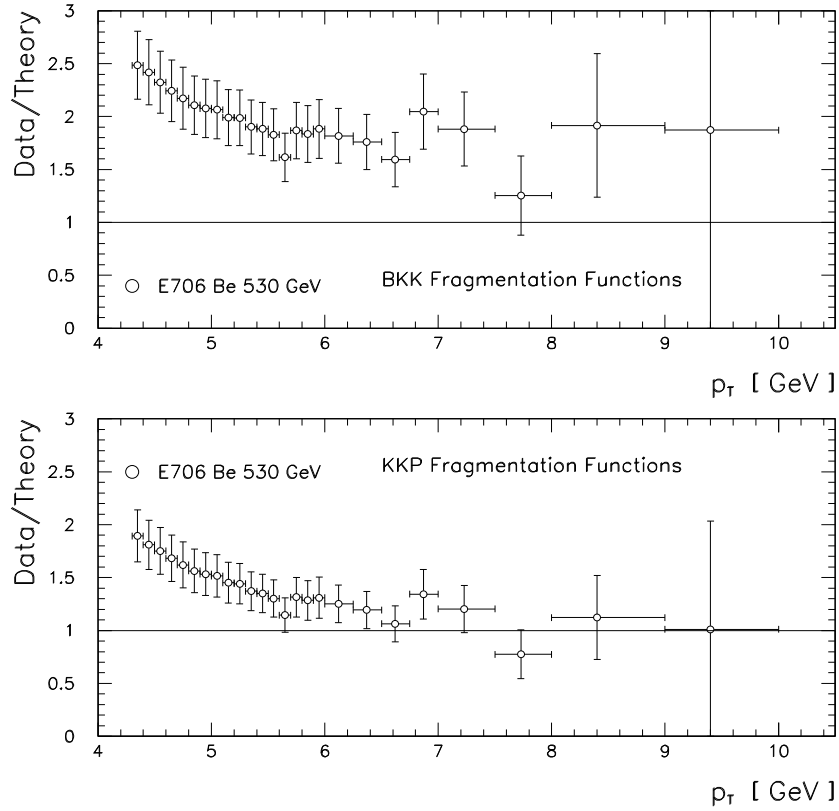 Data/Theory
3
2.5
2
1.5
1
0.5
0
E706 Be 530 GeV
BKK Fragmentation Functions
4 5 6 7 8 9 10
p_T [ GeV ]
Data/Theory
3
2.5
2
1.5
1
0.5
0
E706 Be 530 GeV
KKP Fragmentation Functions
4 5 6 7 8 9 10
p_T [ GeV ]